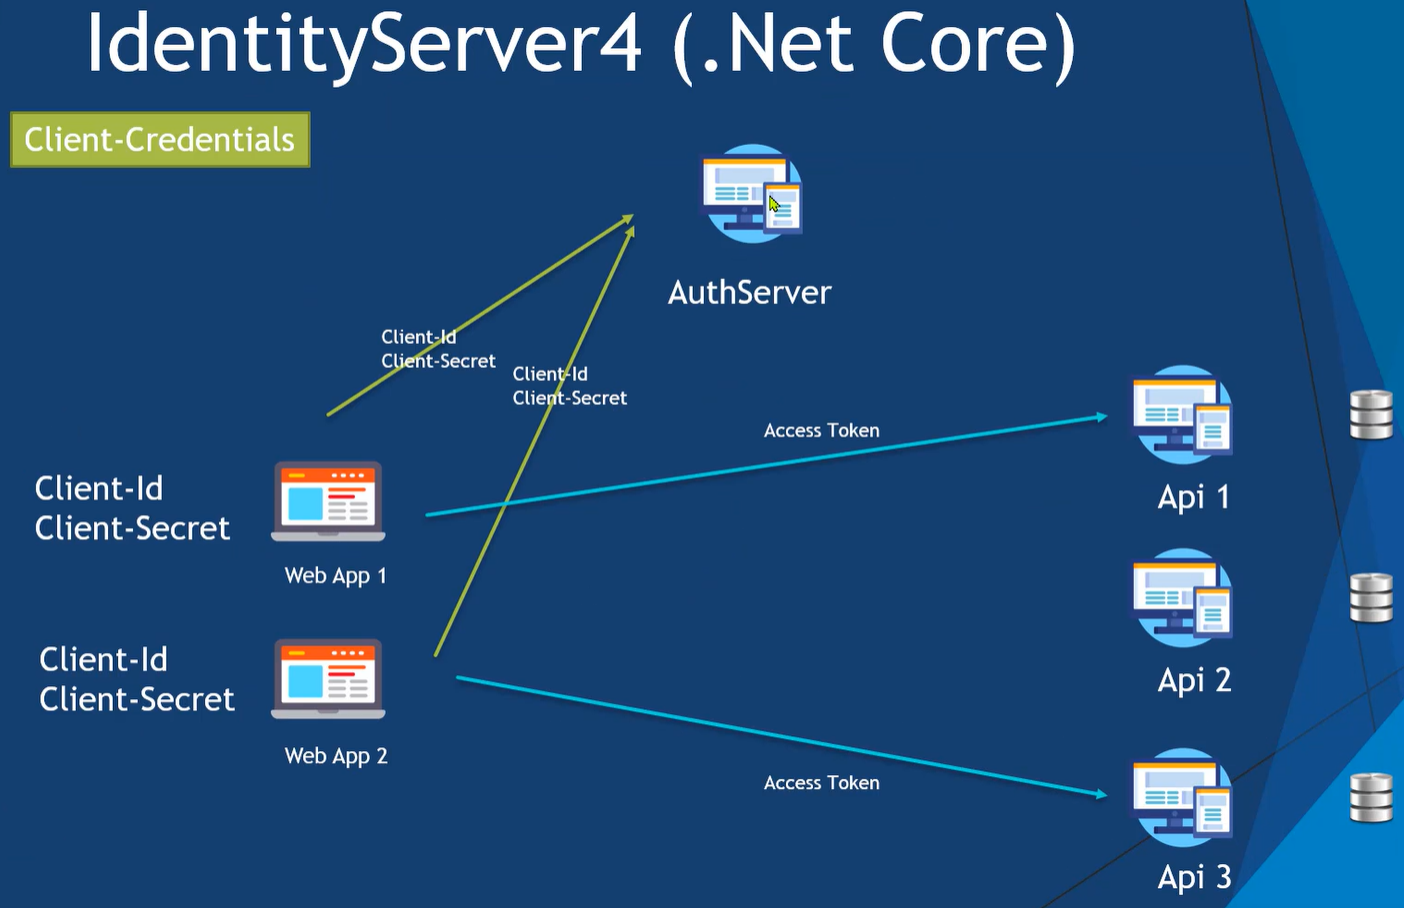 IdentityServer4 (.Net Core)
Client-Credentials
AuthServer
Client-Id
Client-Secret
Client-Id
Client-Secret
Access Token
Client-Id
Client-Secret
Web App 1
Api 1
Client-Id
Client-Secret
Web App 2
Api 2
Access Token
Api 3